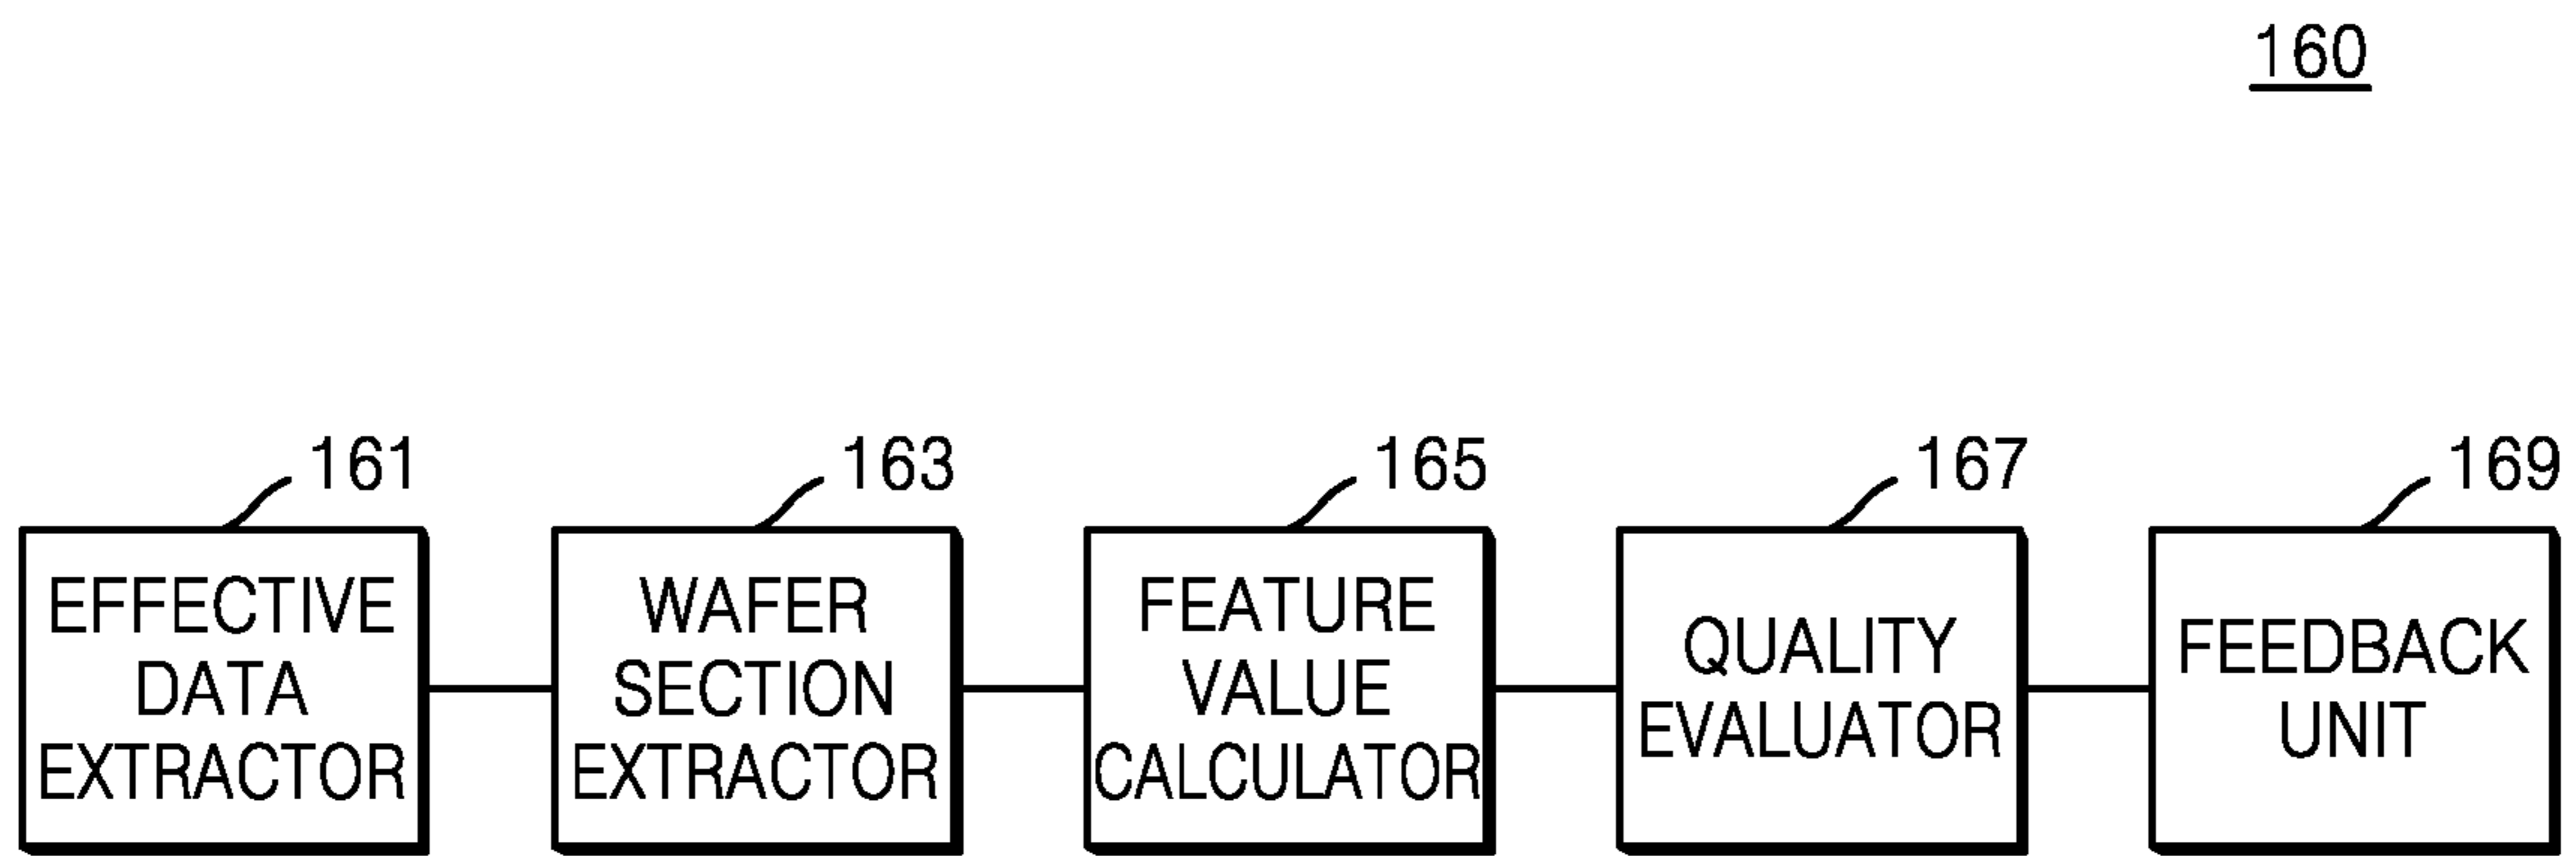 160
161
EFFECTIVE
DATA
EXTRACTOR
163
WAFER
SECTION
EXTRACTOR
165
FEATURE
VALUE
CALCULATOR
167
QUALITY
EVALUATOR
169
FEEDBACK
UNIT